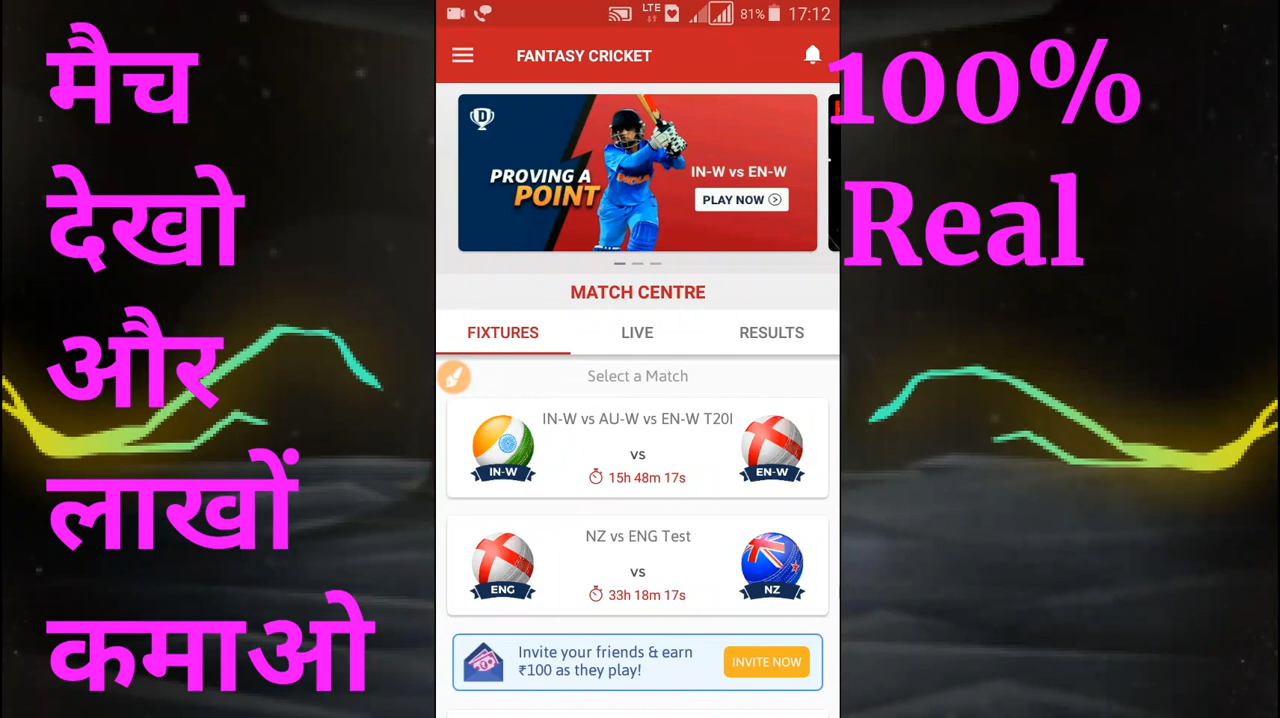 मैच
देखो
और
लाखों
कमाओ
100%
Real
LTE
81%
17:12
FANTASY CRICKET
D
PROVING A
POINT
INDIA
IN-W vs EN-W
PLAY NOW
MATCH CENTRE
FIXTURES
LIVE
RESULTS
Select a Match
IN-W vs AU-W vs EN-W T20I
IN-W
vs
EN-W
15h 48m 17s
NZ vs ENG Test
ENG
vs
NZ
33h 18m 17s
Invite your friends & earn
₹100 as they play!
INVITE NOW